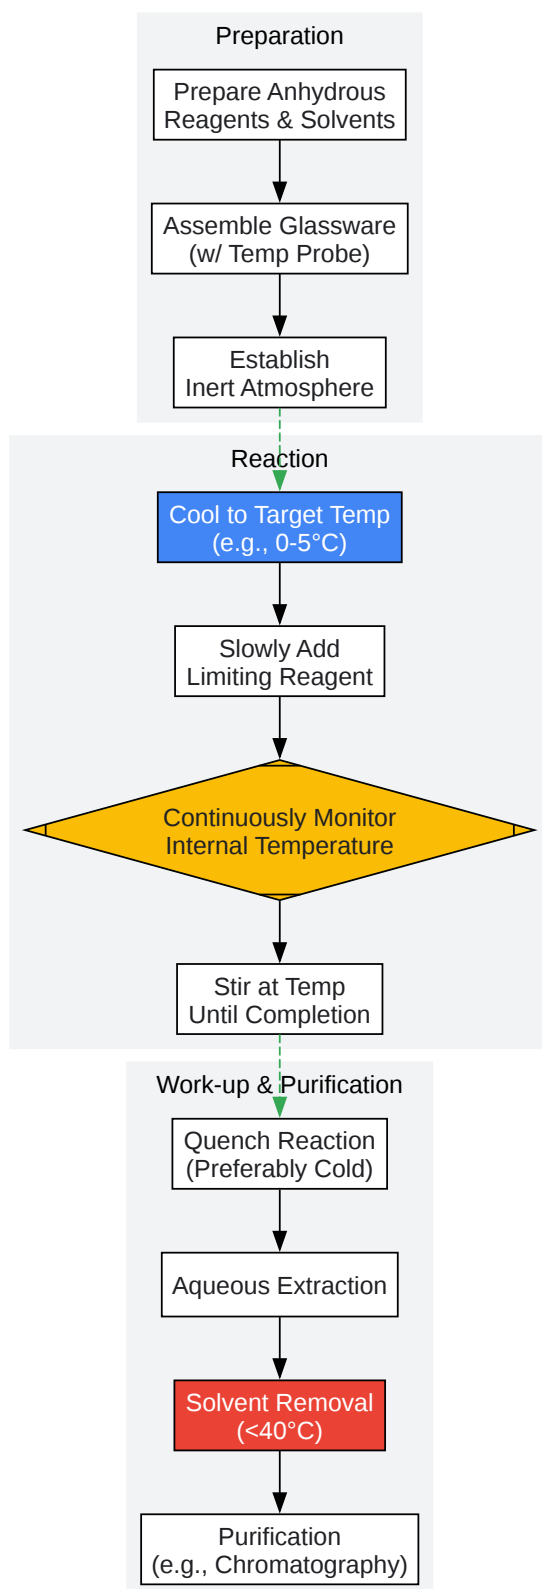 Preparation
Prepare Anhydrous
Reagents & Solvents
Assemble Glassware
(w/ Temp Probe)
Establish
Inert Atmosphere
Reaction
Cool to Target Temp
(e.g., 0-5°C)
Slowly Add
Limiting Reagent
Continuously Monitor
Internal Temperature
Stir at Temp
Until Completion
Work-up & Purification
Quench Reaction
(Preferably Cold)
Aqueous Extraction
Solvent Removal
(<40°C)
Purification
(e.g., Chromatography)